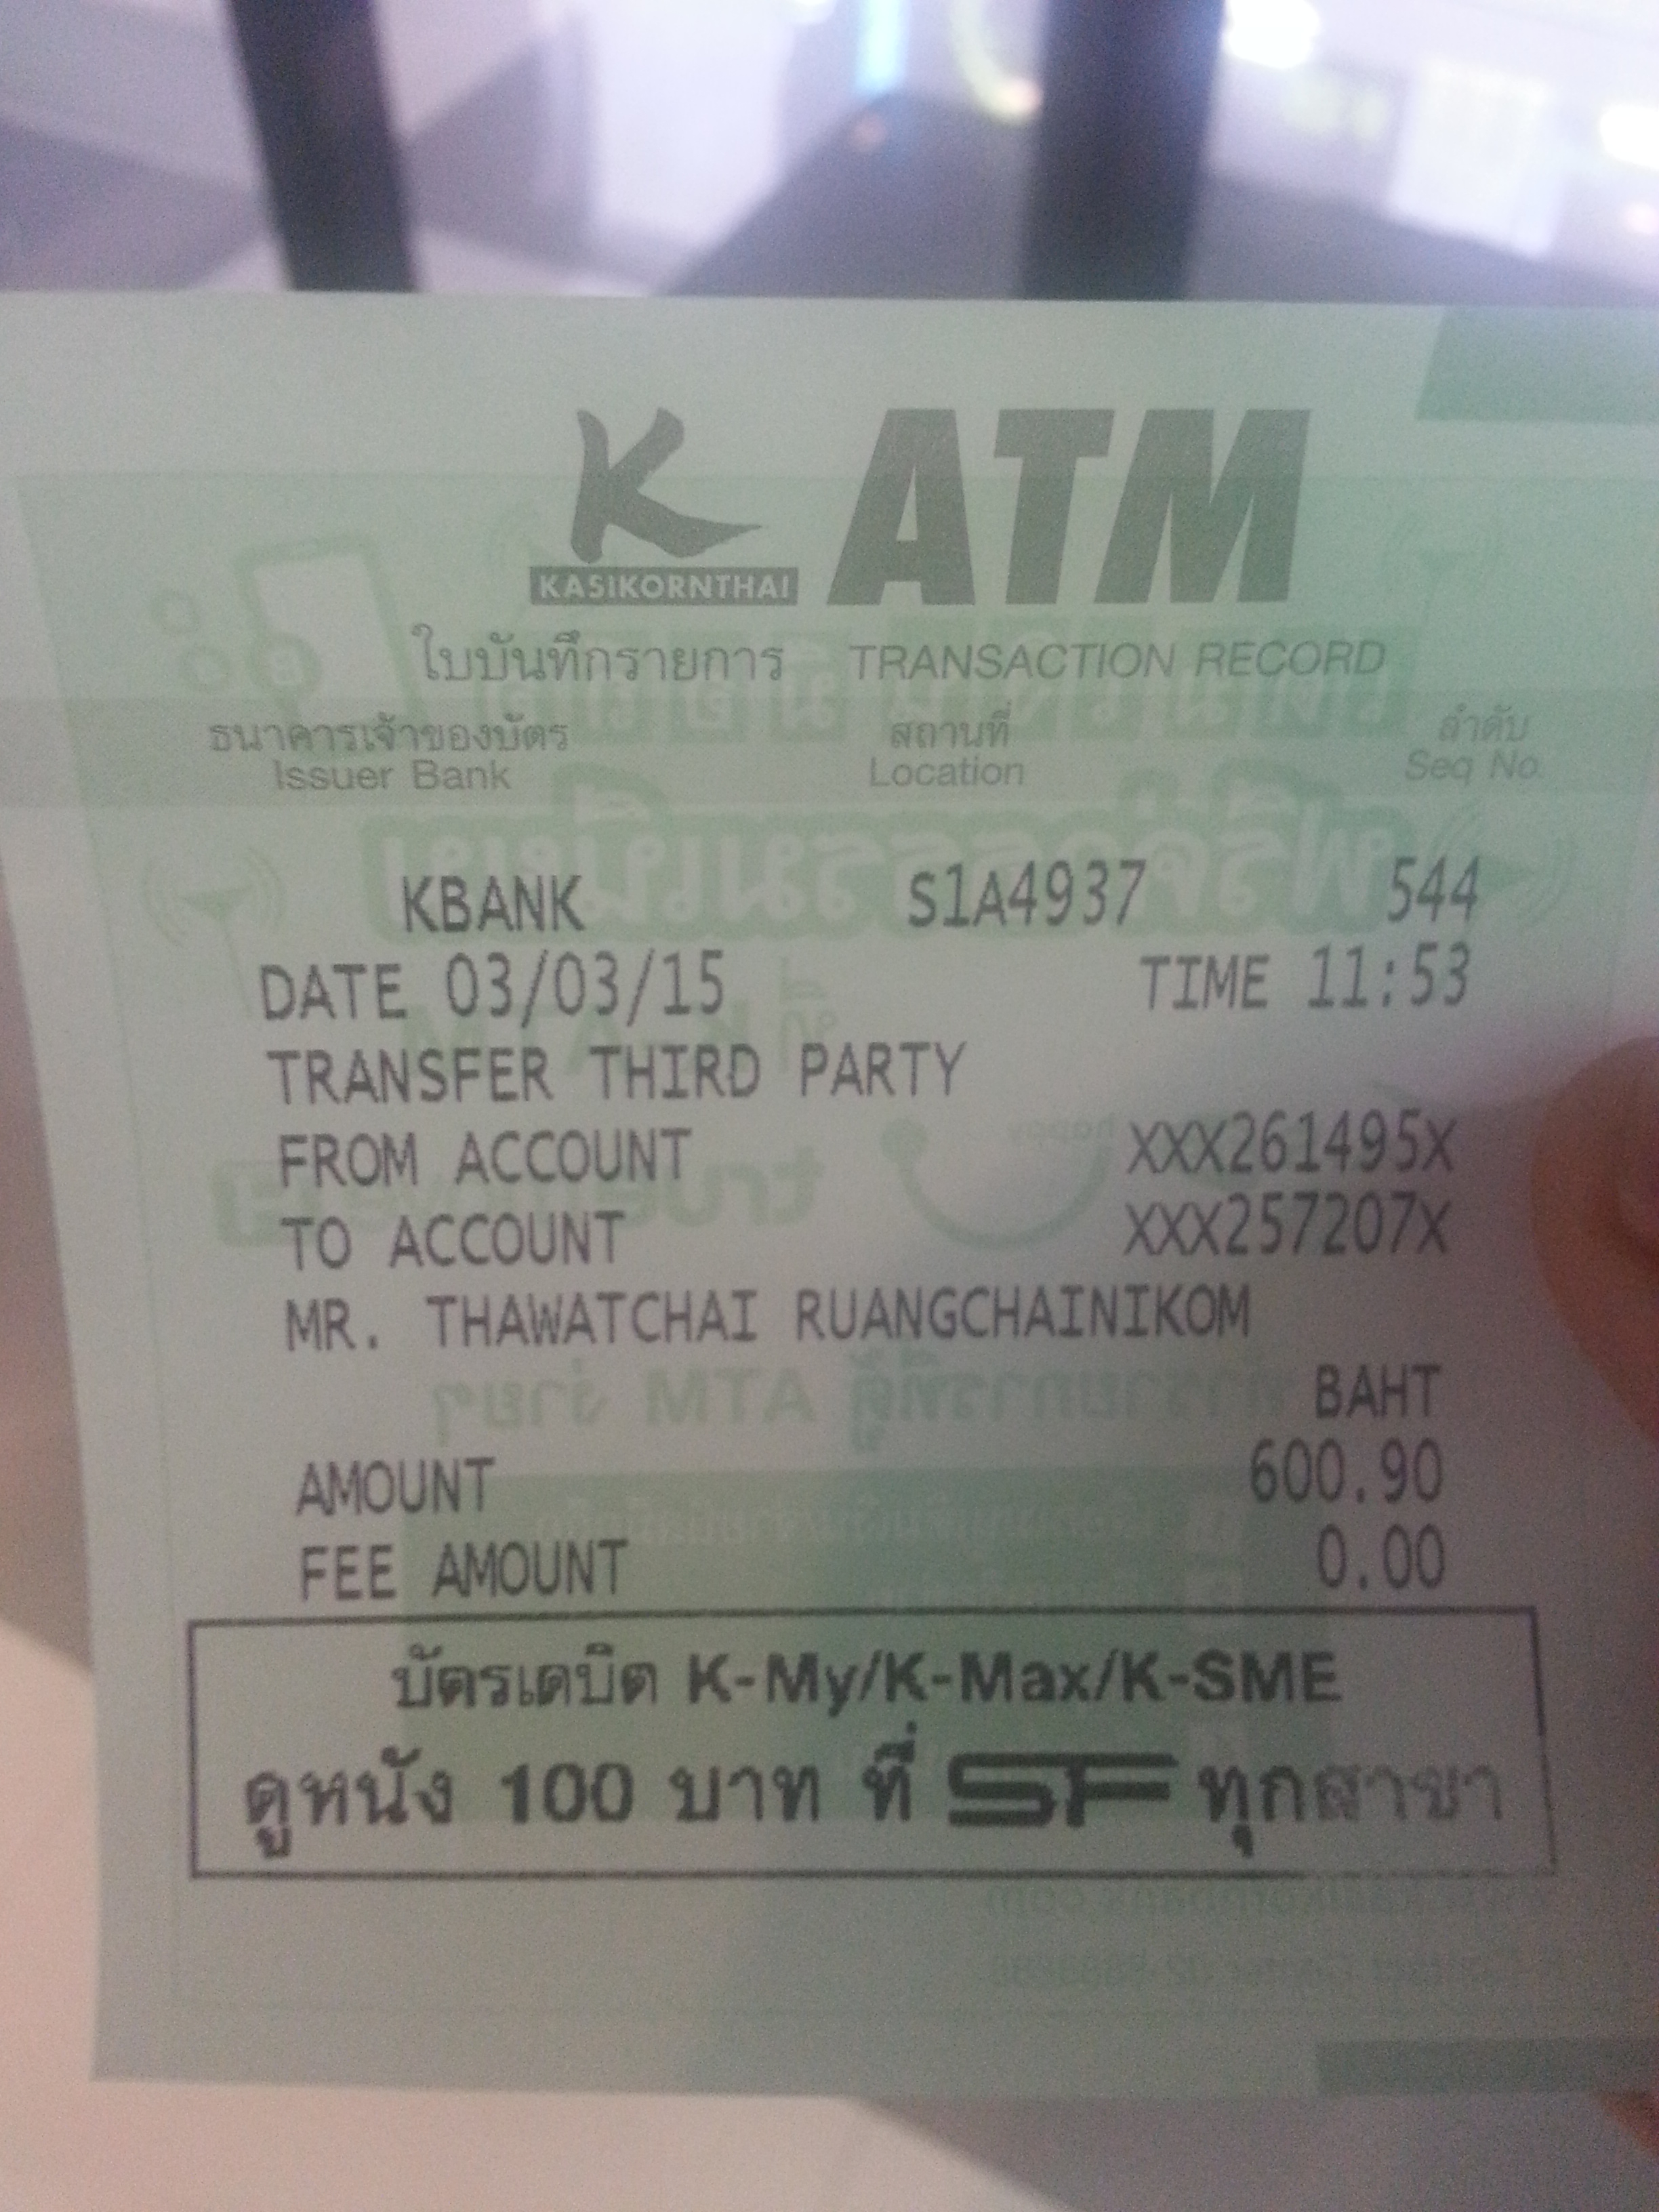 K ATM
KASIKORNTHAI
ใบบันทึกรายการ TRANSACTION RECORD
ธนาคารเจ้าของบัตร สถานที่ ลำดับ
Issuer Bank Location Seq No.
KBANK S1A4937 544
DATE 03/03/15 TIME 11:53
TRANSFER THIRD PARTY
FROM ACCOUNT XXX261495X
TO ACCOUNT XXX257207X
MR. THAWATCHAI RUANGCHAINIKOM
BAHT
AMOUNT 600.90
FEE AMOUNT 0.00
บัตรเดบิต K-My/K-Max/K-SME
ดูหนัง 100 บาท ที่ SF ทุกสาขา